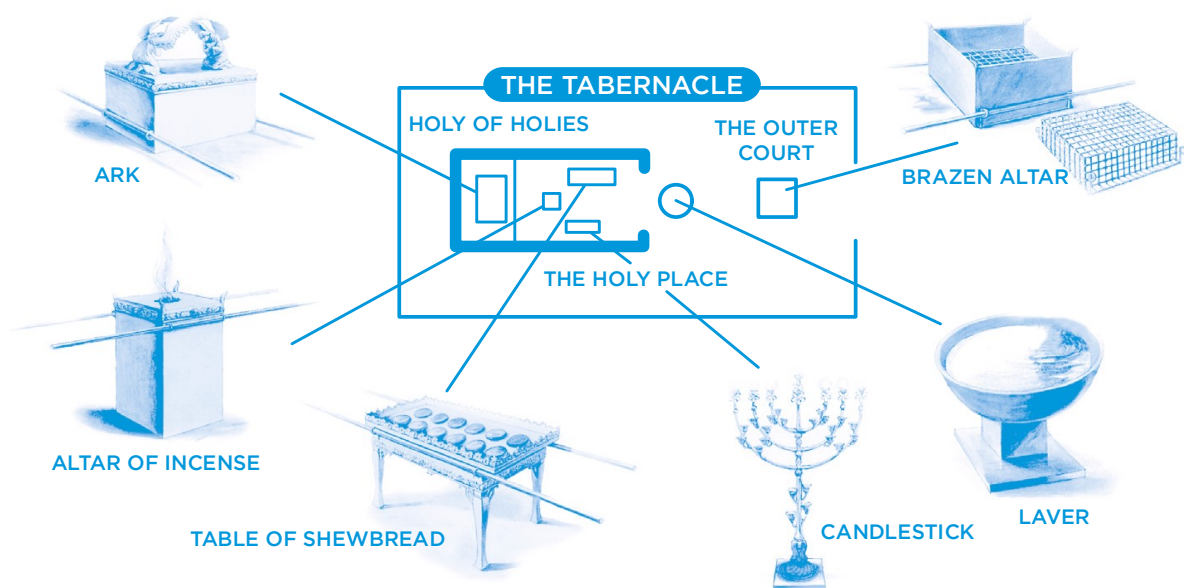 THE TABERNACLE
HOLY OF HOLIES
THE OUTER
COURT
ARK
BRAZEN ALTAR
THE HOLY PLACE
ALTAR OF INCENSE
TABLE OF SHEWBREAD
CANDLESTICK
LAVER